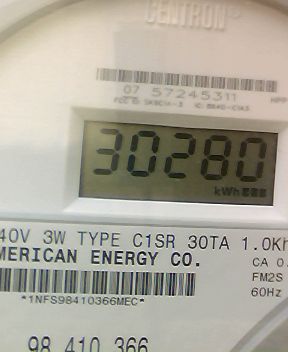 CENTRON®
07 57245311
30280
kWh
40V 3W TYPE C1SR 30TA 1.0Kh
MERICAN ENERGY CO.
CA 0.
FM2S
60Hz
*1NFS98410366MEC*
98 410 366